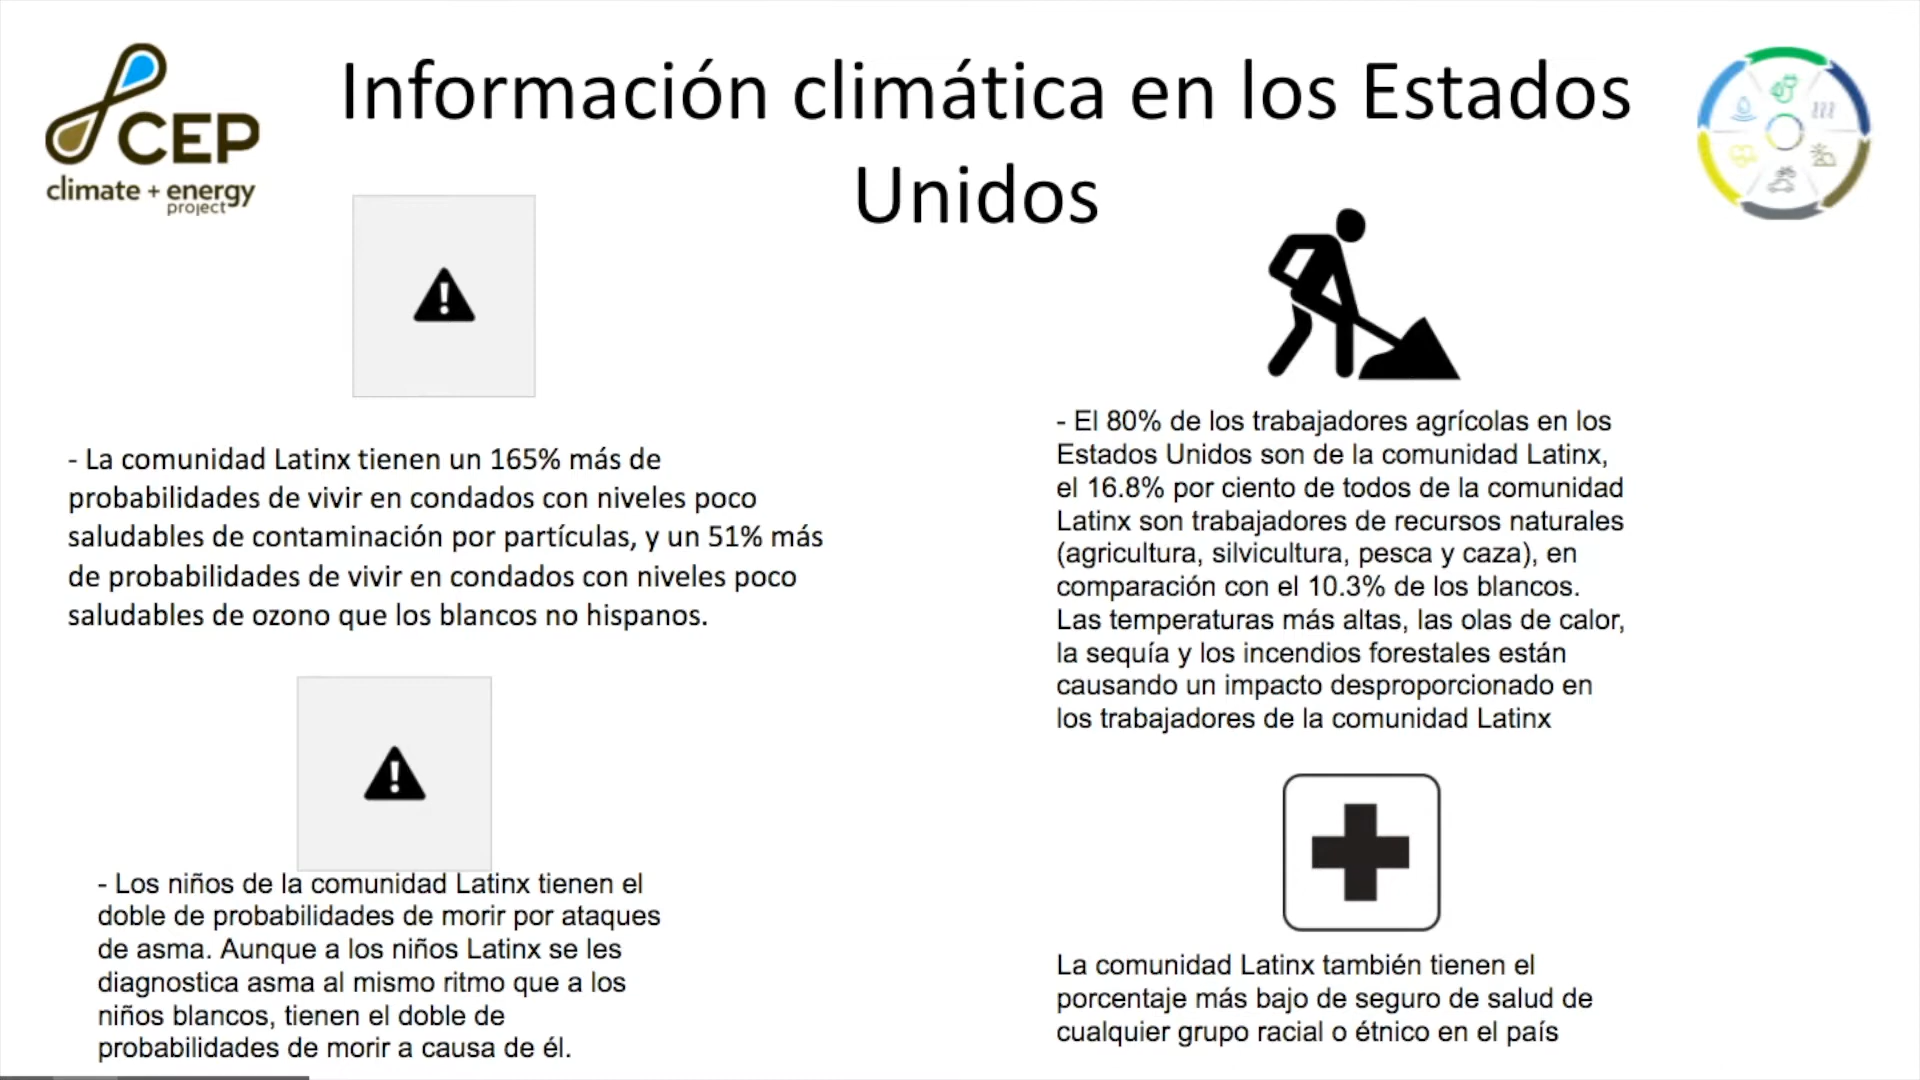 CEP
climate + energy
project
Información climática en los Estados
Unidos
- La comunidad Latinx tienen un 165% más de
probabilidades de vivir en condados con niveles poco
saludables de contaminación por partículas, y un 51% más
de probabilidades de vivir en condados con niveles poco
saludables de ozono que los blancos no hispanos.
- Los niños de la comunidad Latinx tienen el
doble de probabilidades de morir por ataques
de asma. Aunque a los niños Latinx se les
diagnostica asma al mismo ritmo que a los
niños blancos, tienen el doble de
probabilidades de morir a causa de él.
- El 80% de los trabajadores agrícolas en los
Estados Unidos son de la comunidad Latinx,
el 16.8% por ciento de todos de la comunidad
Latinx son trabajadores de recursos naturales
(agricultura, silvicultura, pesca y caza), en
comparación con el 10.3% de los blancos.
Las temperaturas más altas, las olas de calor,
la sequía y los incendios forestales están
causando un impacto desproporcionado en
los trabajadores de la comunidad Latinx
La comunidad Latinx también tienen el
porcentaje más bajo de seguro de salud de
cualquier grupo racial o étnico en el país